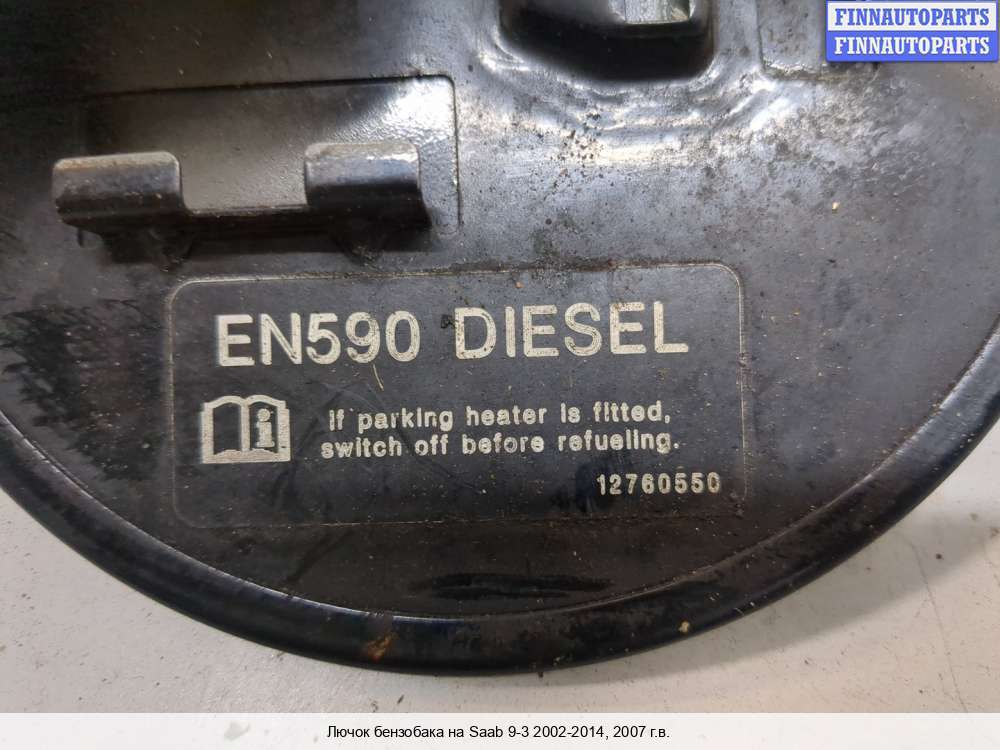 FINNAUTOPARTS
FINNAUTOPARTS
EN590 DIESEL
If parking heater is fitted,
switch off before refueling.
12760550
Лючок бензобака на Saab 9-3 2002-2014, 2007 г.в.